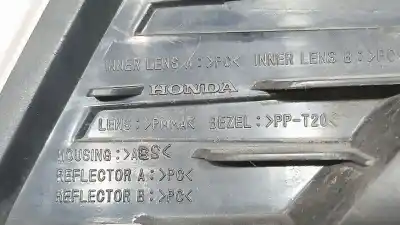 INNER LENS A:>PC< INNER LENS B:>PC<
HONDA
LENS:>PMMA< BEZEL:>PP-T20<
HOUSING:>ABS<
REFLECTOR A:>PC<
REFLECTOR B:>PC<